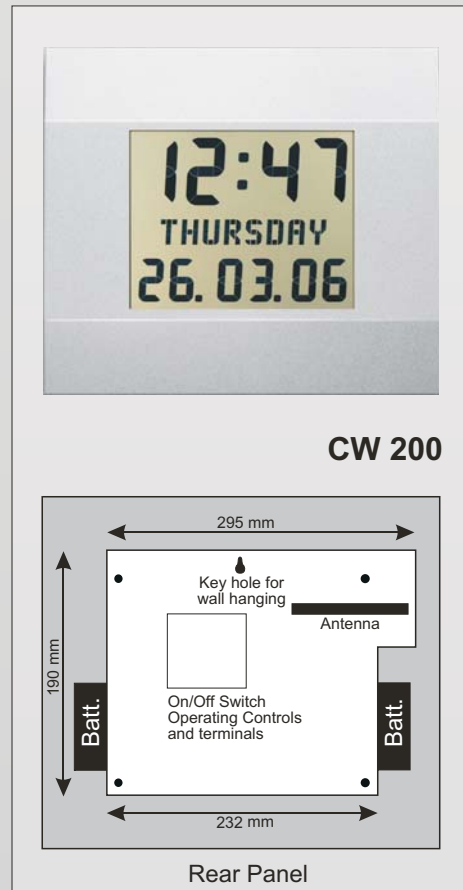 12:47
THURSDAY
26.03.06
CW 200
295 mm
Key hole for
wall hanging
Antenna
190 mm
On/Off Switch
Operating Controls
and terminals
Batt.
Batt.
232 mm
Rear Panel